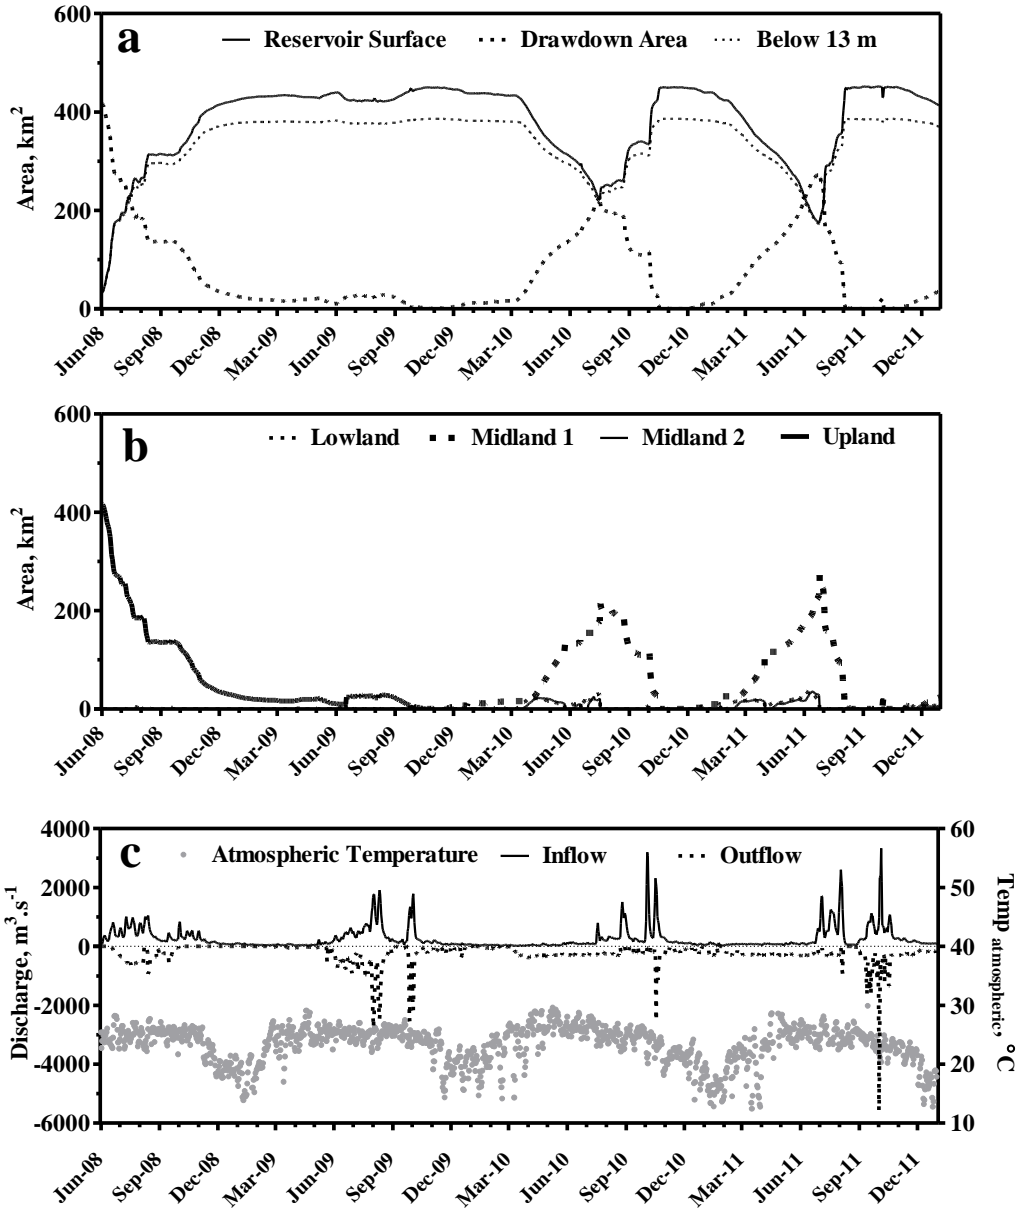 a
Reservoir Surface Drawdown Area Below 13 m
Area, km2
600
400
200
0
Jun-08 Sep-08 Dec-08 Mar-09 Jun-09 Sep-09 Dec-09 Mar-10 Jun-10 Sep-10 Dec-10 Mar-11 Jun-11 Sep-11 Dec-11
b
Lowland Midland 1 Midland 2 Upland
Area, km2
600
400
200
0
Jun-08 Sep-08 Dec-08 Mar-09 Jun-09 Sep-09 Dec-09 Mar-10 Jun-10 Sep-10 Dec-10 Mar-11 Jun-11 Sep-11 Dec-11
c
Atmospheric Temperature Inflow Outflow
Discharge, m3.s-1
4000
2000
0
-2000
-4000
-6000
60
50
40
30
20
10
Temp atmospheric, °C
Jun-08 Sep-08 Dec-08 Mar-09 Jun-09 Sep-09 Dec-09 Mar-10 Jun-10 Sep-10 Dec-10 Mar-11 Jun-11 Sep-11 Dec-11